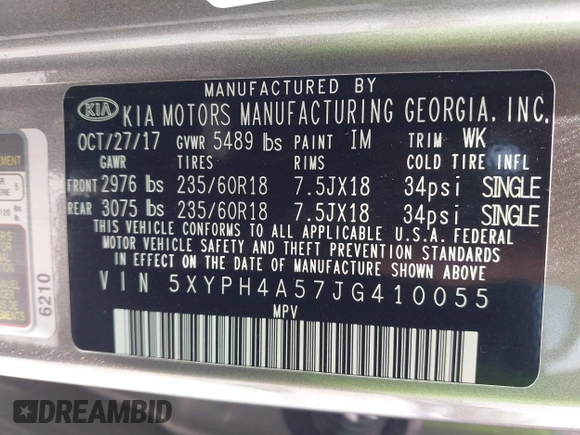 MANUFACTURED BY
KIA KIA MOTORS MANUFACTURING GEORGIA, INC.
OCT/27/17 GVWR 5489 lbs PAINT IM TRIM WK
GAWR TIRES RIMS COLD TIRE INFL
FRONT 2976 lbs 235/60R18 7.5JX18 34psi SINGLE
REAR 3075 lbs 235/60R18 7.5JX18 34psi SINGLE
THIS VEHICLE CONFORMS TO ALL APPLICABLE U.S.A. FEDERAL
MOTOR VEHICLE SAFETY AND THEFT PREVENTION STANDARDS
IN EFFECT ON THE DATE OF MANUFACTURE SHOWN ABOVE.
VIN 5XYPH4A57JG410055
MPV
6210
DREAMBID